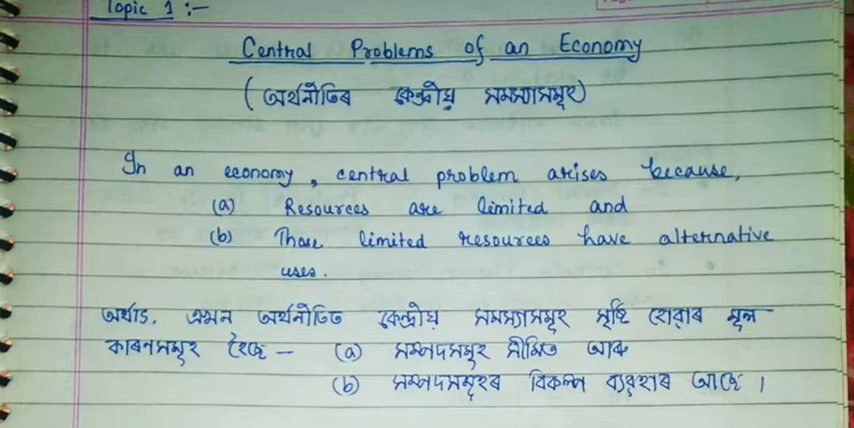 Topic 1 :-
Central Problems of an Economy
(অৰ্থনীতিৰ কেন্দ্ৰীয় সমস্যাসমূহ)
In an economy, central problem arises because,
(a) Resources are limited and
(b) Those limited resources have alternative
uses.
অৰ্থাৎ, এখন অৰ্থনীতিত কেন্দ্ৰীয় সমস্যাসমূহ সৃষ্টি হোৱাৰ মূল
কাৰণসমূহ হৈছে — (a) সম্পদসমূহ সীমিত আৰু
(b) সম্পদসমূহৰ বিকল্প ব্যৱহাৰ আছে ।